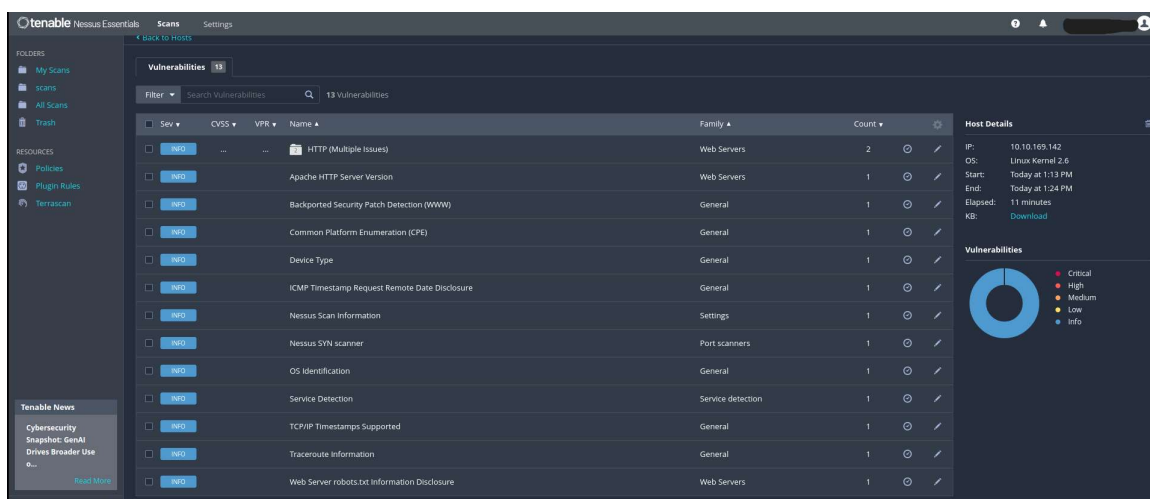 tenable Nessus Essentials Scans Settings
Back to Hosts
FOLDERS
My Scans
scans
All Scans
Trash
RESOURCES
Policies
Plugin Rules
Terrascan
Tenable News
Cybersecurity
Snapshot: GenAI
Drives Broader Use
o...
Read More
Vulnerabilities 13
Filter Search Vulnerabilities 13 Vulnerabilities
Sev CVSS VPR Name Family Count
INFO ... ... 2 HTTP (Multiple Issues) Web Servers 2
INFO Apache HTTP Server Version Web Servers 1
INFO Backported Security Patch Detection (WWW) General 1
INFO Common Platform Enumeration (CPE) General 1
INFO Device Type General 1
INFO ICMP Timestamp Request Remote Date Disclosure General 1
INFO Nessus Scan Information Settings 1
INFO Nessus SYN scanner Port scanners 1
INFO OS Identification General 1
INFO Service Detection Service detection 1
INFO TCP/IP Timestamps Supported General 1
INFO Traceroute Information General 1
INFO Web Server robots.txt Information Disclosure Web Servers 1
Host Details
IP: 10.10.169.142
OS: Linux Kernel 2.6
Start: Today at 1:13 PM
End: Today at 1:24 PM
Elapsed: 11 minutes
KB: Download
Vulnerabilities
Critical
High
Medium
Low
Info